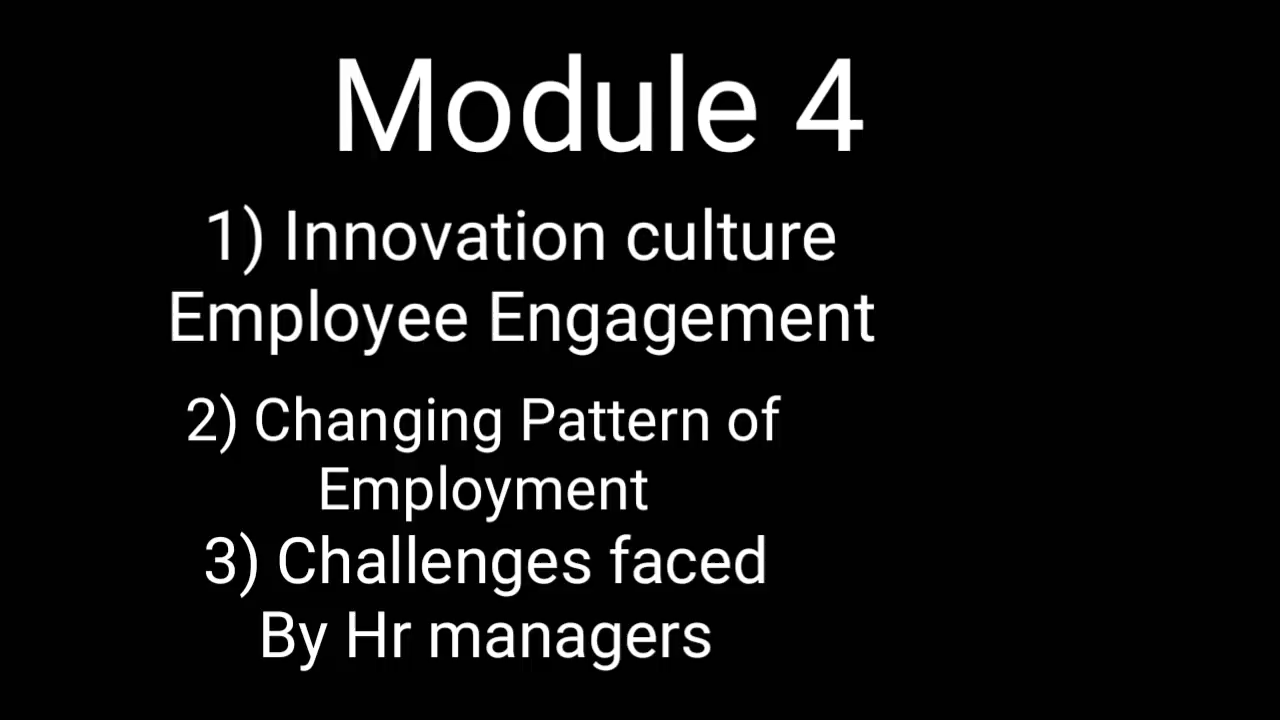 Module 4
1) Innovation culture
Employee Engagement
2) Changing Pattern of
Employment
3) Challenges faced
By Hr managers